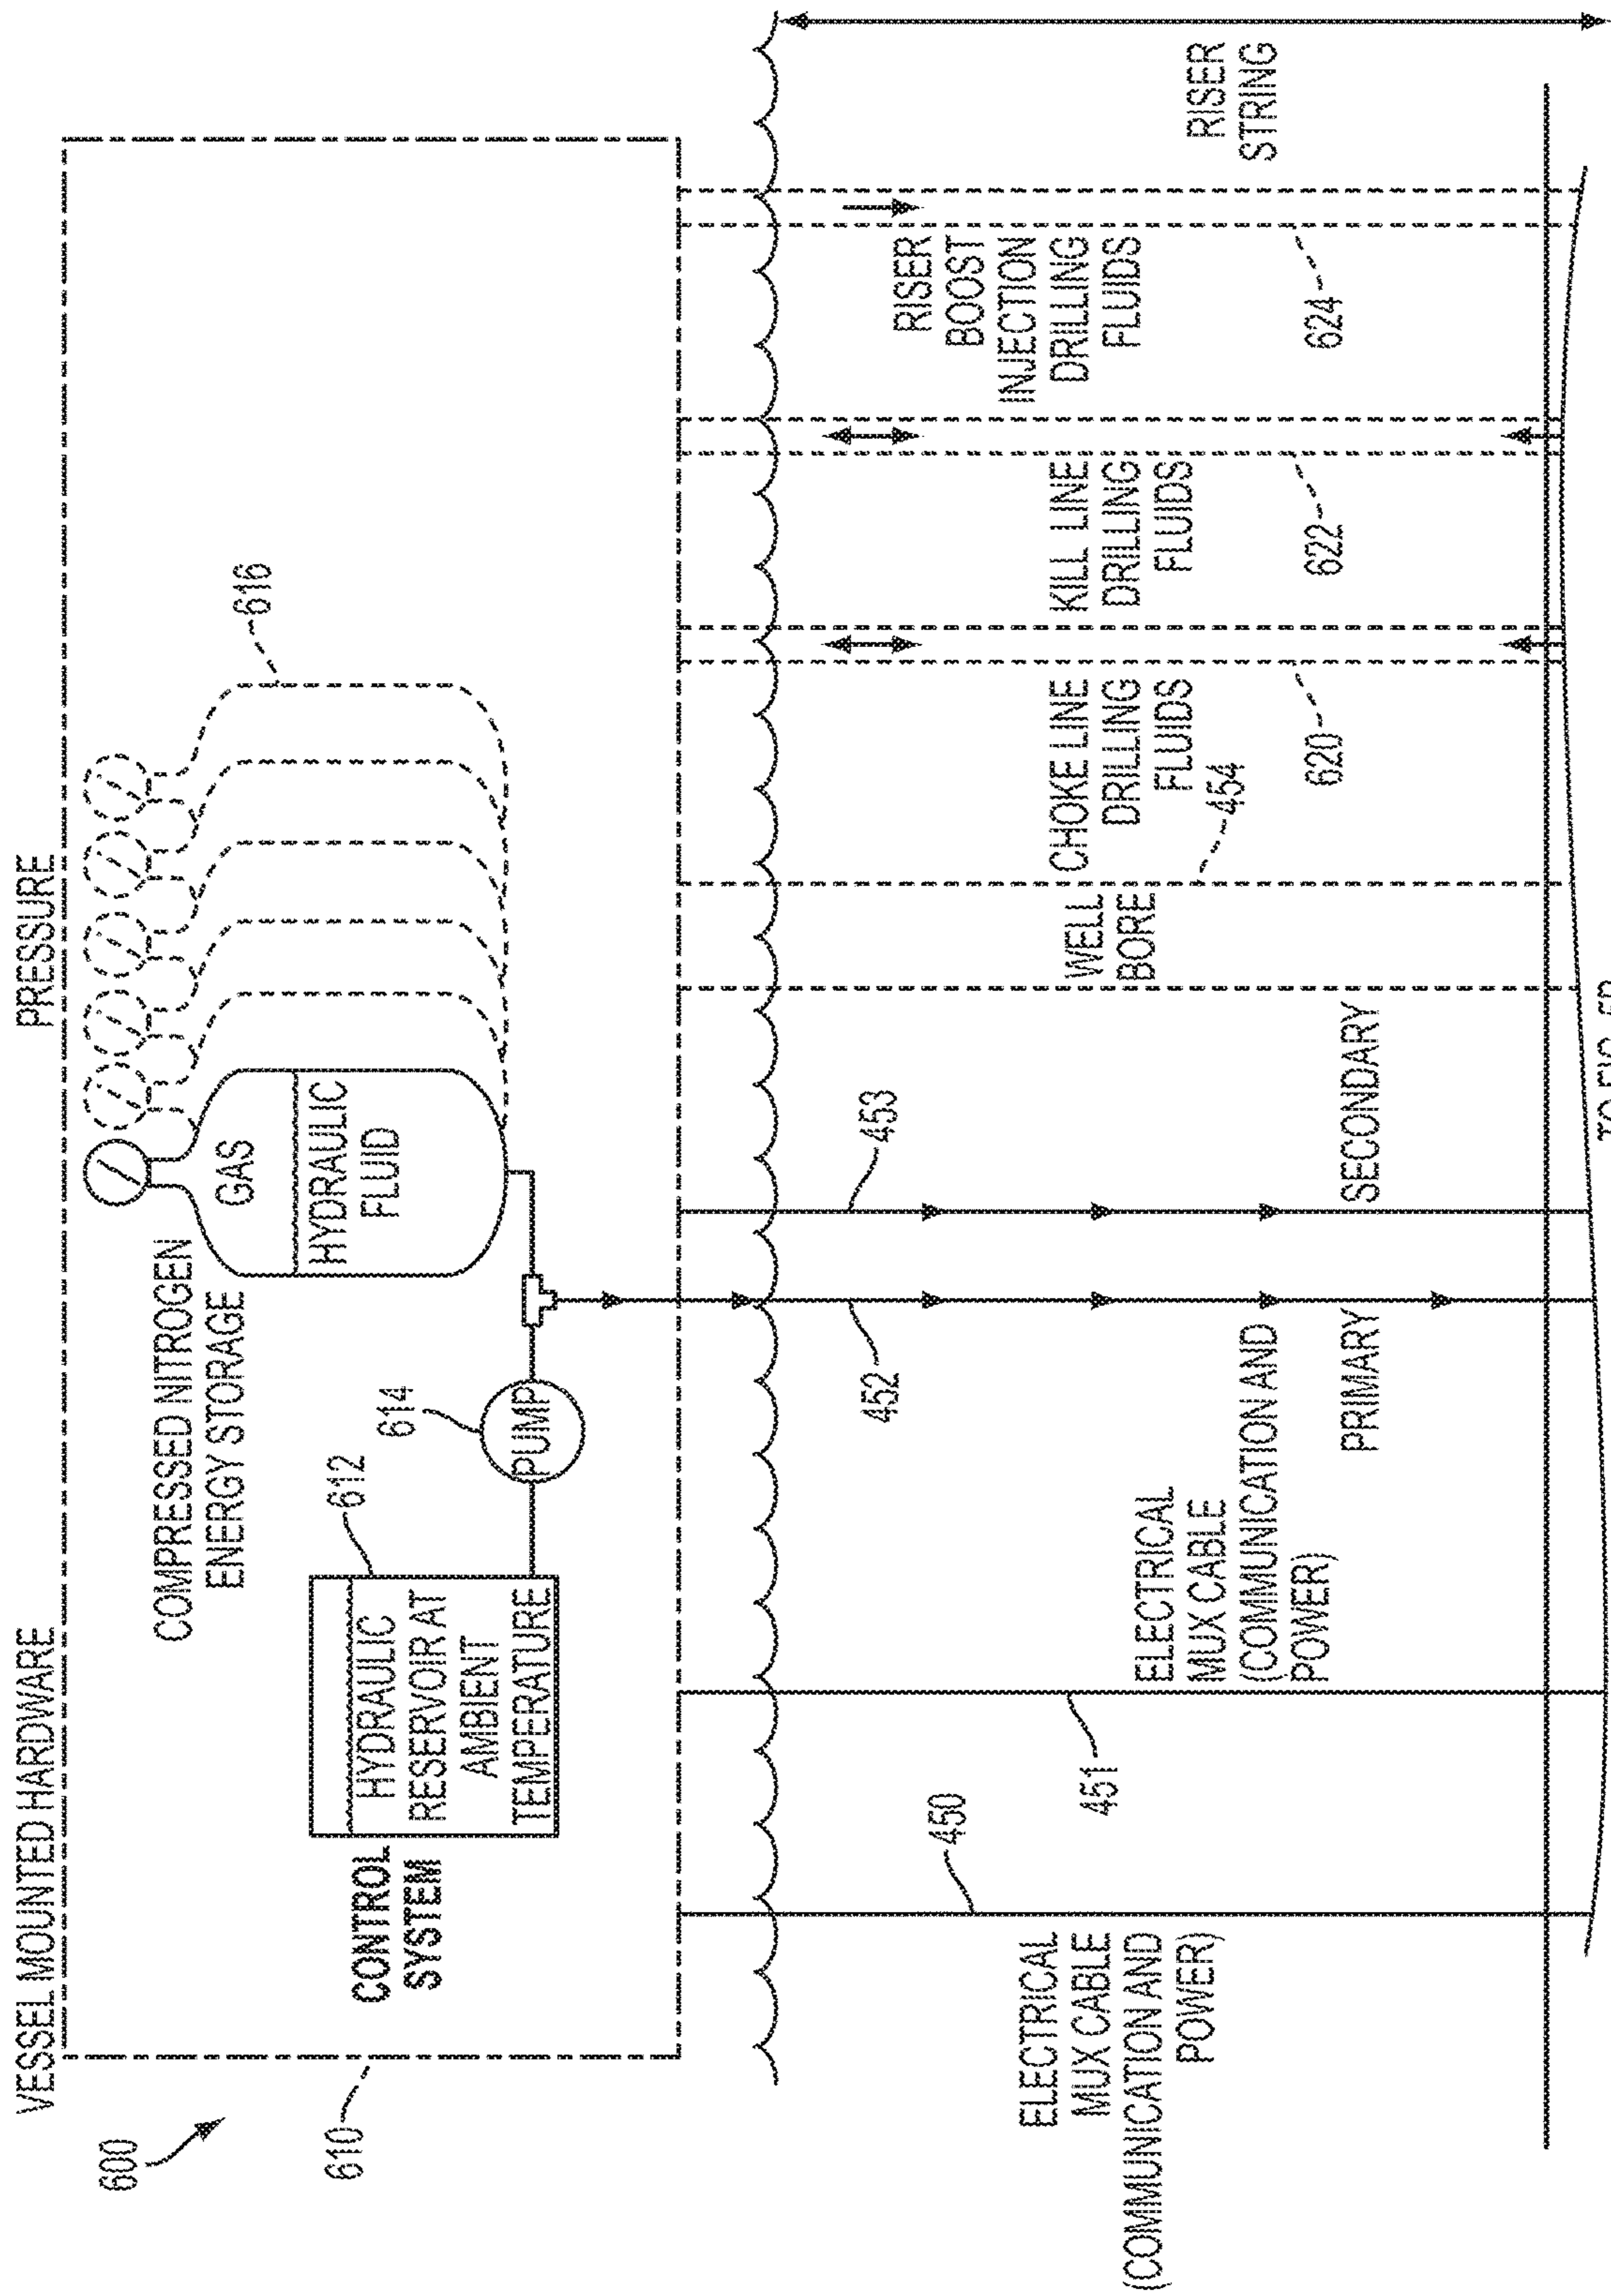 VESSEL MOUNTED HARDWARE
PRESSURE
600
610
COMPRESSED NITROGEN
ENERGY STORAGE
GAS
HYDRAULIC
FLUID
616
612
614
CONTROL
SYSTEM
HYDRAULIC
RESERVOIR AT
AMBIENT
TEMPERATURE
PUMP
450
451
452
453
ELECTRICAL
MUX CABLE
(COMMUNICATION AND
POWER)
ELECTRICAL
MUX CABLE
(COMMUNICATION AND
POWER)
PRIMARY
SECONDARY
WELL
BORE
454
CHOKE LINE
DRILLING
FLUIDS
620
KILL LINE
DRILLING
FLUIDS
622
RISER
BOOST
INJECTION
DRILLING
FLUIDS
624
RISER
STRING